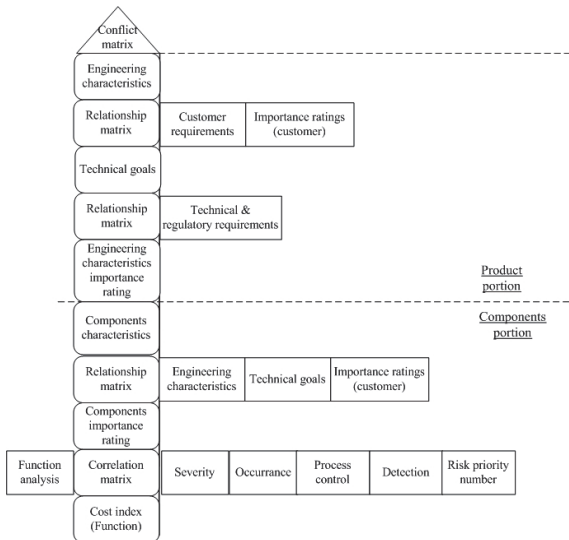 Conflict
matrix
Engineering
characteristics
Relationship
matrix
Customer
requirements
Importance ratings
(customer)
Technical goals
Relationship
matrix
Technical &
regulatory requirements
Engineering
characteristics
importance
rating
Product
portion
Components
characteristics
Components
portion
Relationship
matrix
Engineering
characteristics
Technical goals
Importance ratings
(customer)
Components
importance
rating
Function
analysis
Correlation
matrix
Severity
Occurrance
Process
control
Detection
Risk priority
number
Cost index
(Function)